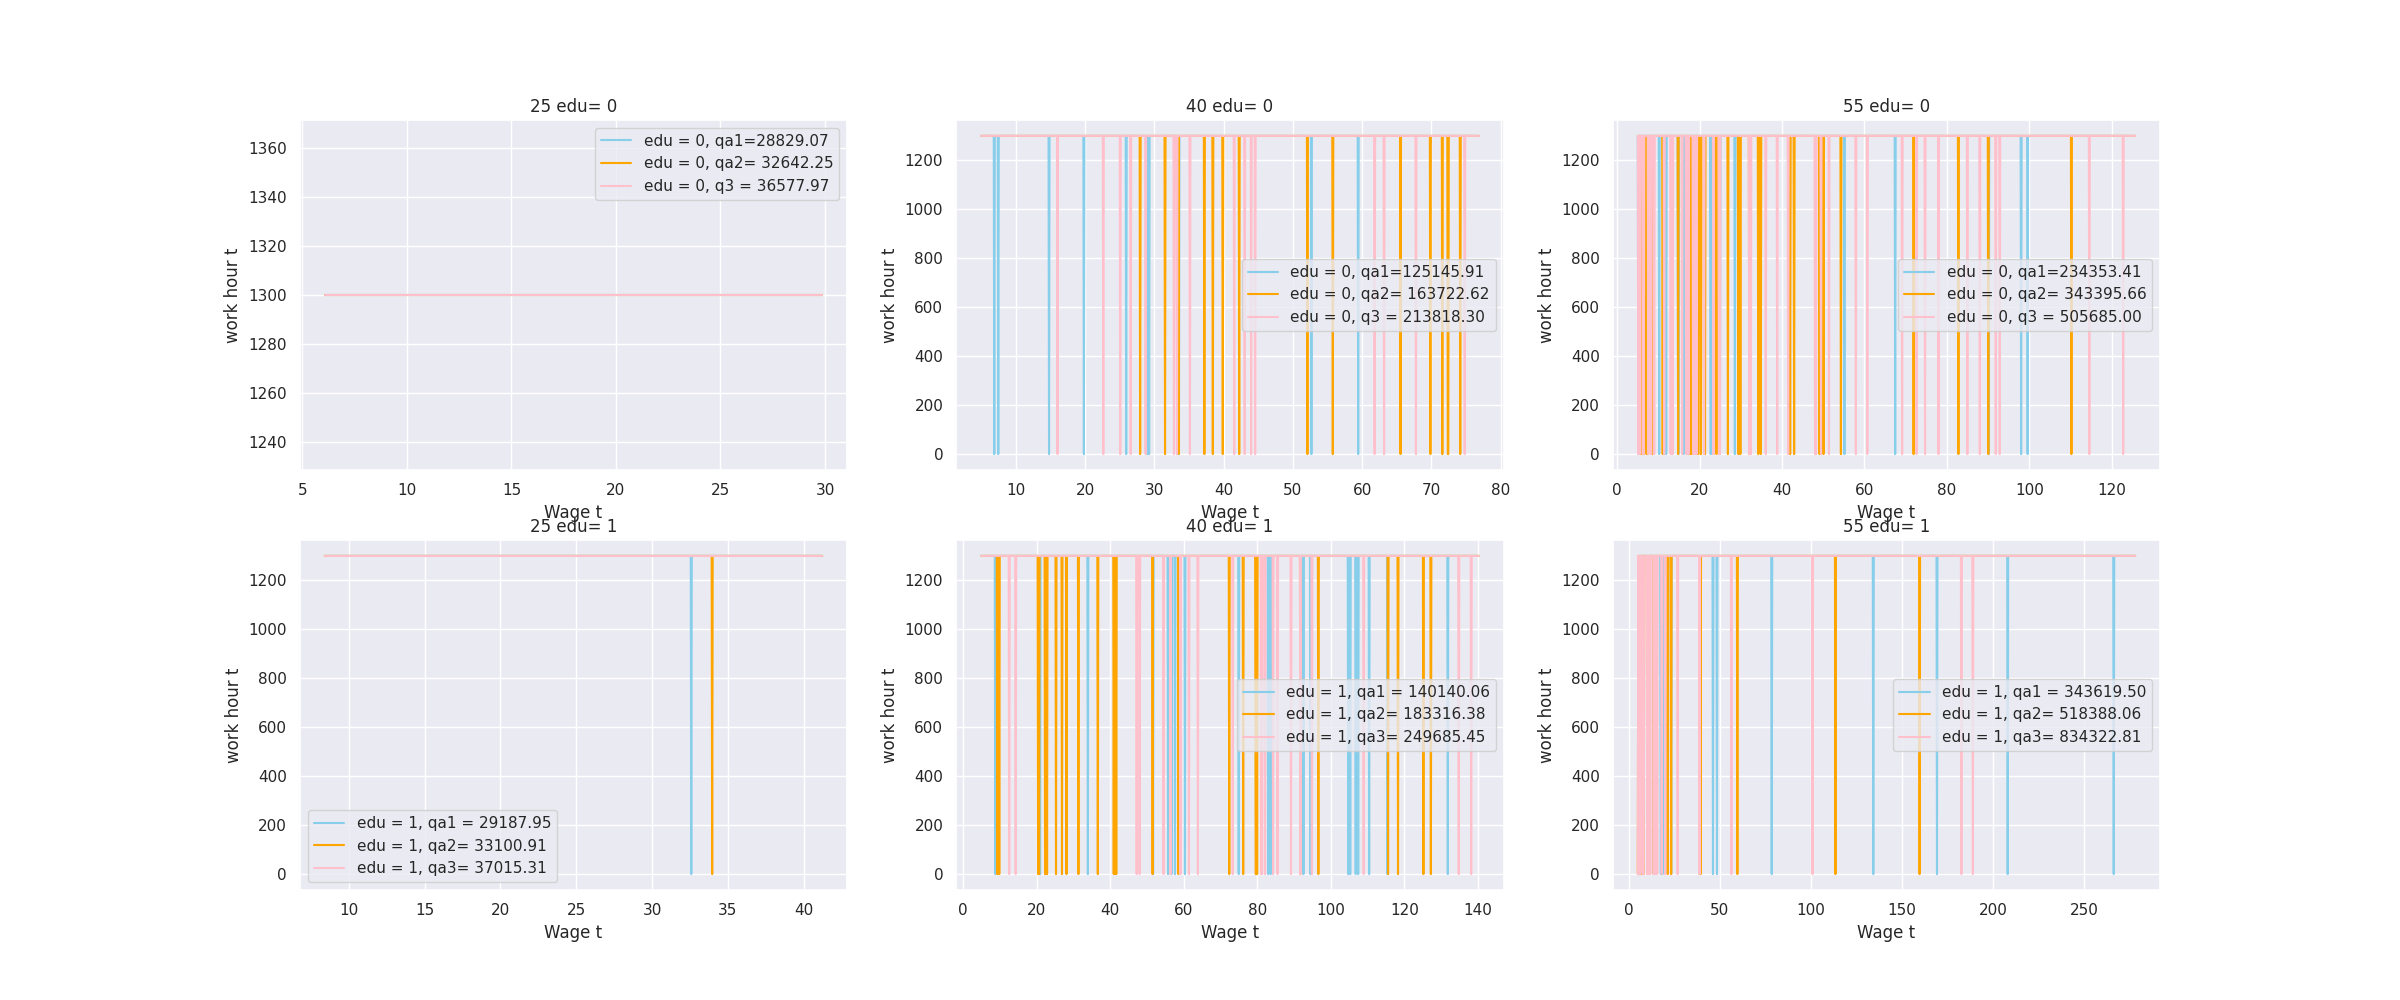 25 edu= 0
edu = 0, qa1=28829.07
edu = 0, qa2= 32642.25
edu = 0, q3 = 36577.97
work hour t
1360
1340
1320
1300
1280
1260
1240
5 10 15 20 25 30
Wage t
40 edu= 0
edu = 0, qa1=125145.91
edu = 0, qa2= 163722.62
edu = 0, q3 = 213818.30
work hour t
1200
1000
800
600
400
200
0
10 20 30 40 50 60 70 80
Wage t
55 edu= 0
edu = 0, qa1=234353.41
edu = 0, qa2= 343395.66
edu = 0, q3 = 505685.00
work hour t
1200
1000
800
600
400
200
0
0 20 40 60 80 100 120
Wage t
25 edu= 1
edu = 1, qa1 = 29187.95
edu = 1, qa2= 33100.91
edu = 1, qa3= 37015.31
work hour t
1200
1000
800
600
400
200
0
10 15 20 25 30 35 40
Wage t
40 edu= 1
edu = 1, qa1 = 140140.06
edu = 1, qa2= 183316.38
edu = 1, qa3= 249685.45
work hour t
1200
1000
800
600
400
200
0
0 20 40 60 80 100 120 140
Wage t
55 edu= 1
edu = 1, qa1 = 343619.50
edu = 1, qa2= 518388.06
edu = 1, qa3= 834322.81
work hour t
1200
1000
800
600
400
200
0
0 50 100 150 200 250
Wage t